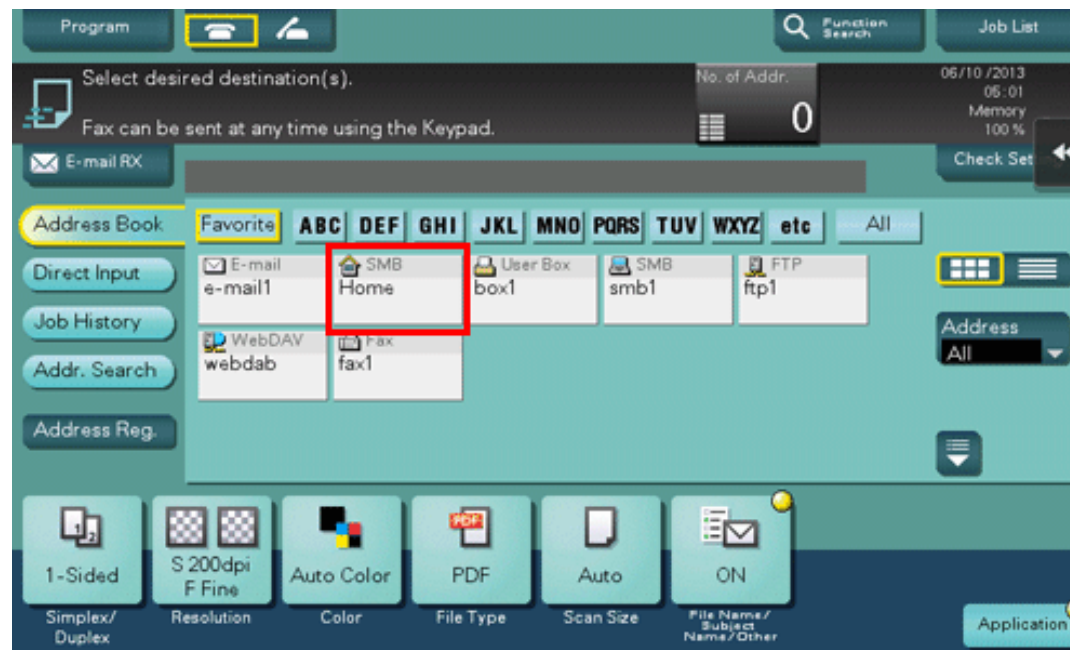 Program
Function
Search
Job List
Select desired destination(s).
Fax can be sent at any time using the Keypad.
No. of Addr.
0
06/10 /2013
05:01
Memory
100 %
E-mail RX
Check Set
Address Book
Favorite ABC DEF GHI JKL MNO PQRS TUV WXYZ etc All
Direct Input
Job History
Addr. Search
Address Reg.
E-mail
e-mail1
SMB
Home
User Box
box1
SMB
smb1
FTP
ftp1
WebDAV
webdab
Fax
fax1
Address
All
1 2
1-Sided
Simplex/
Duplex
S 200dpi
F Fine
Resolution
Auto Color
Color
PDF
PDF
File Type
Auto
Scan Size
ON
File Name/
Subject
Name/Other
Application